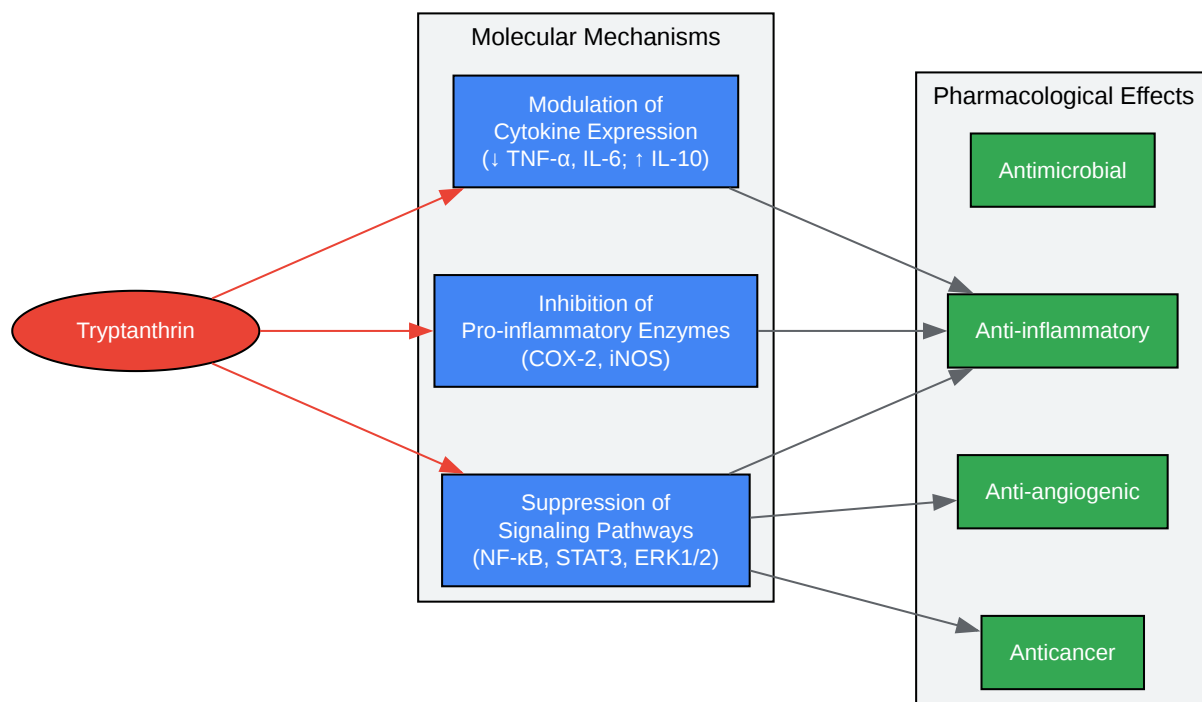 Tryptanthrin
Molecular Mechanisms
Modulation of
Cytokine Expression
(↓ TNF-α, IL-6; ↑ IL-10)
Inhibition of
Pro-inflammatory Enzymes
(COX-2, iNOS)
Suppression of
Signaling Pathways
(NF-κB, STAT3, ERK1/2)
Pharmacological Effects
Antimicrobial
Anti-inflammatory
Anti-angiogenic
Anticancer